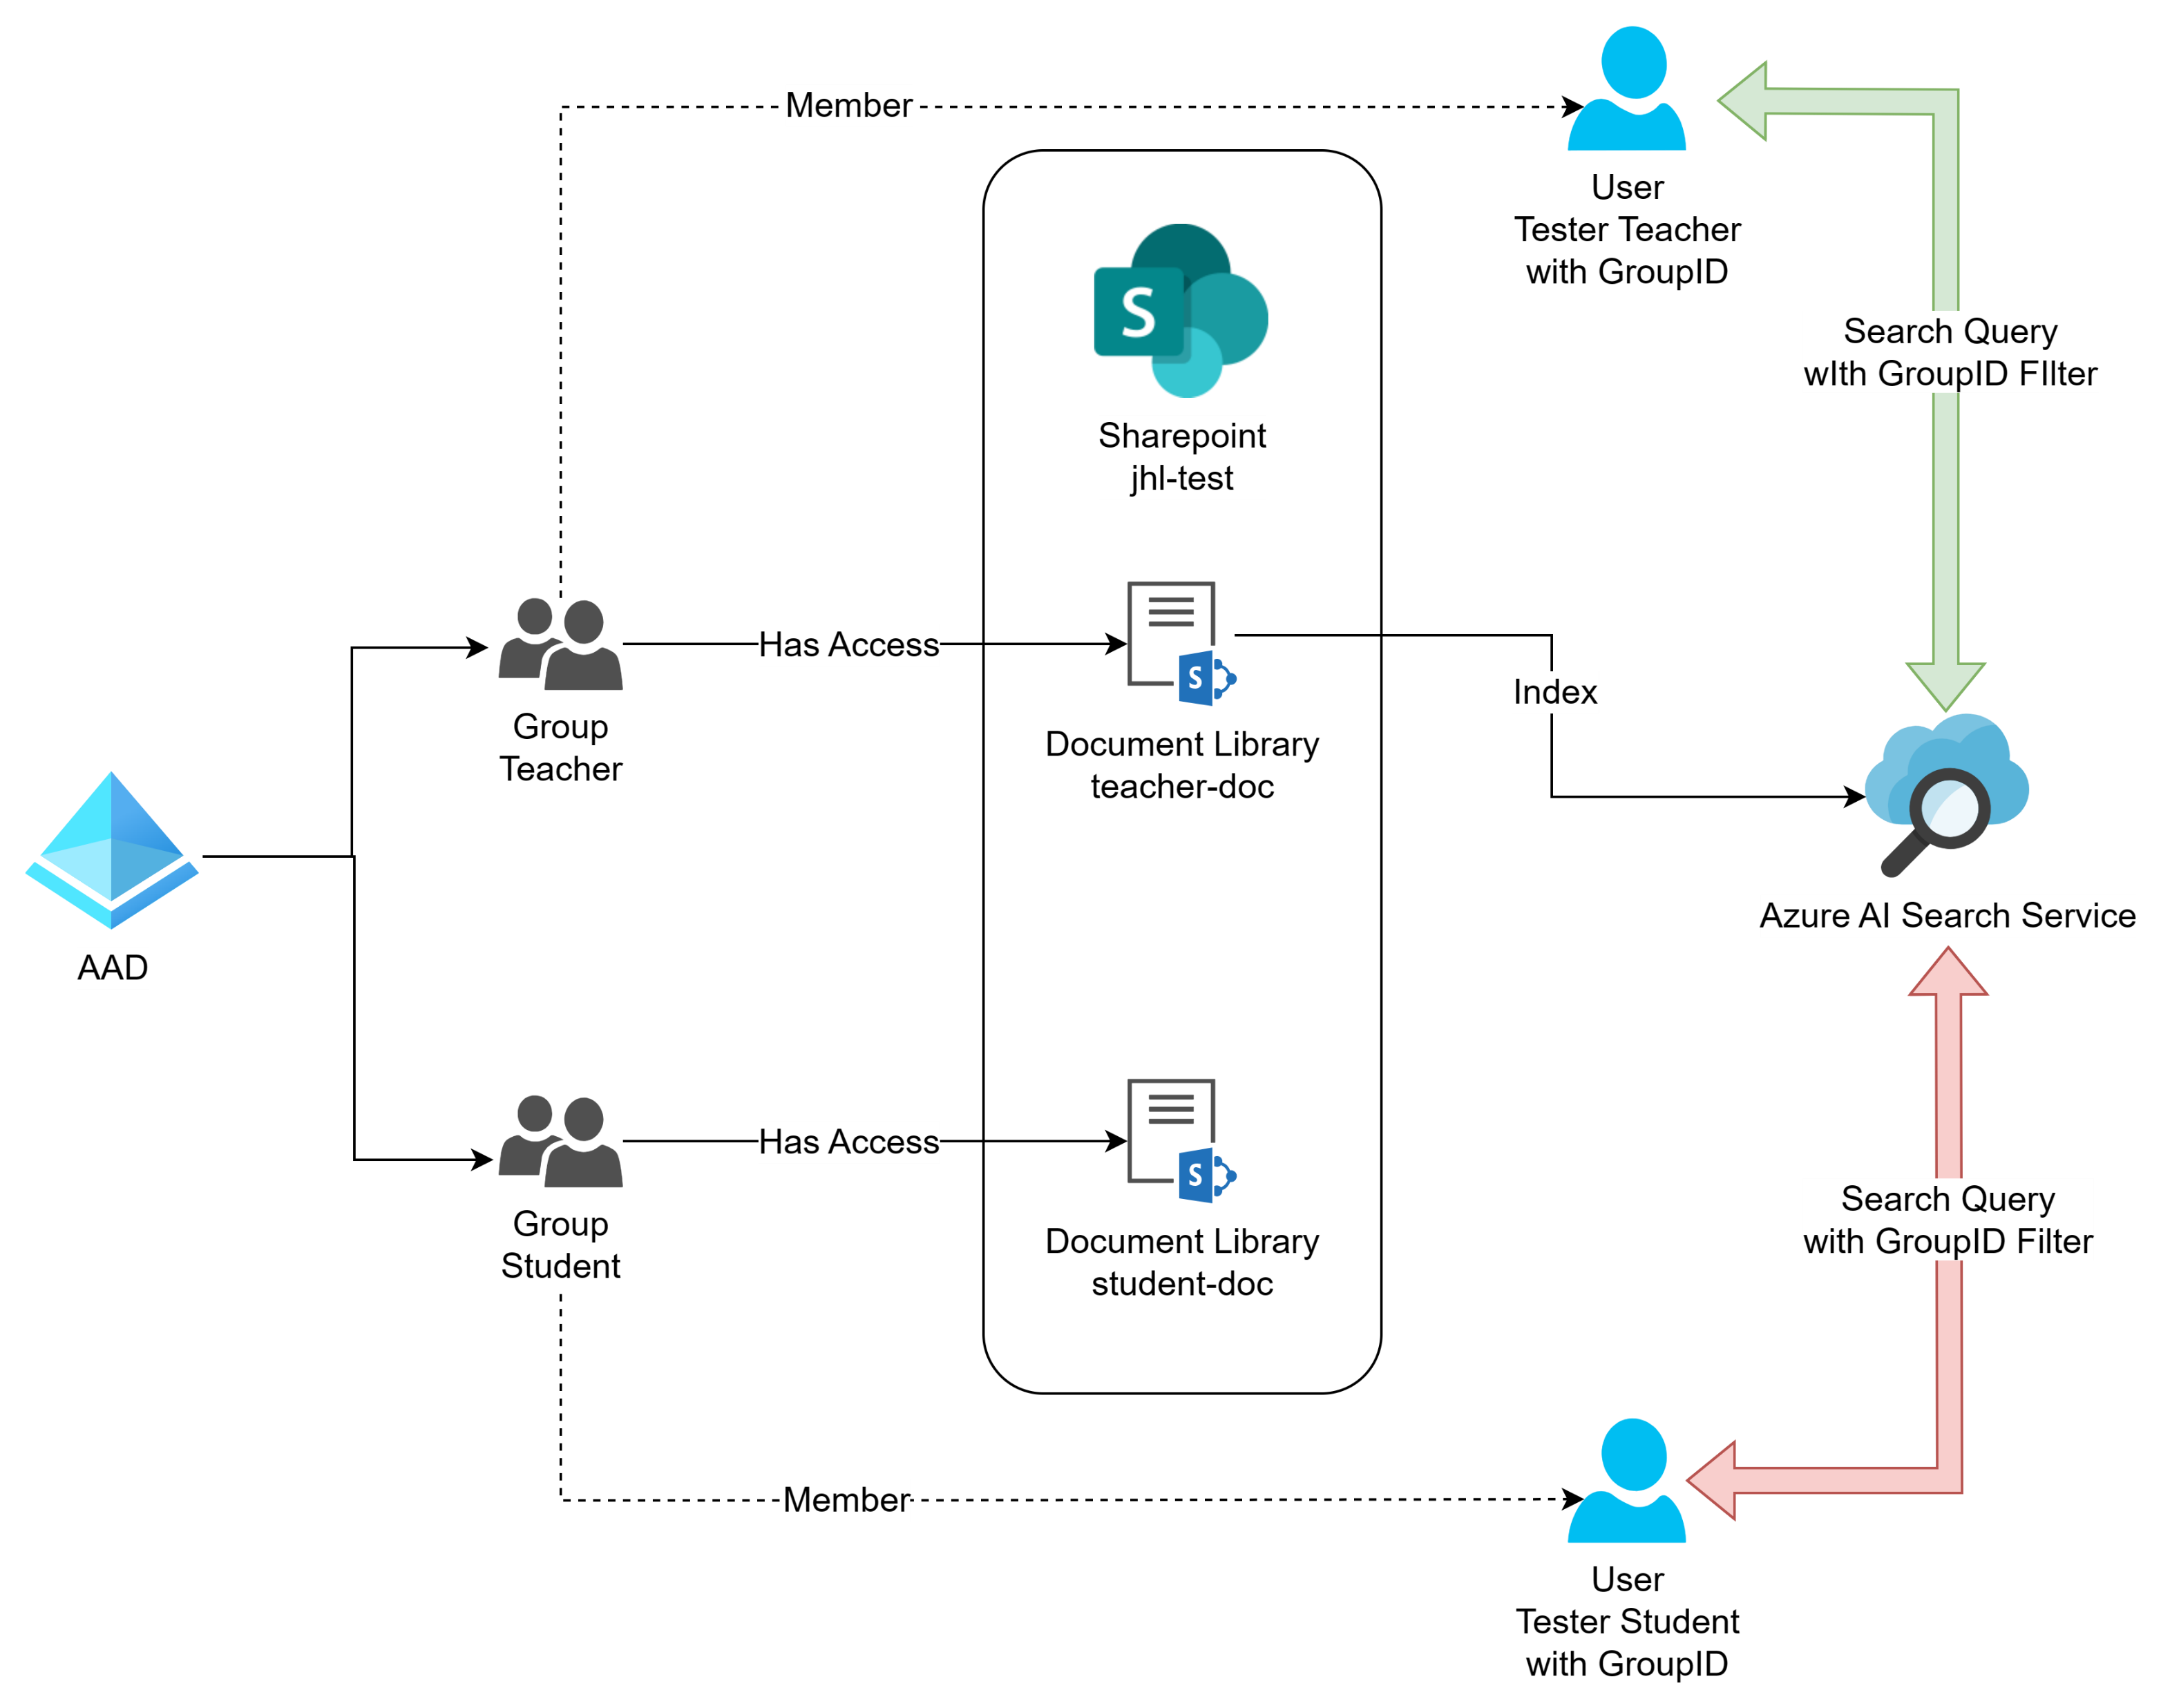 Member
User
Tester Teacher
with GroupID
S
Sharepoint
jhl-test
Search Query
wIth GroupID FIlter
Has Access
S
Index
Group
Teacher
Document Library
teacher-doc
Azure AI Search Service
AAD
Has Access
S
Search Query
with GroupID Filter
Group
Student
Document Library
student-doc
Member
User
Tester Student
with GroupID